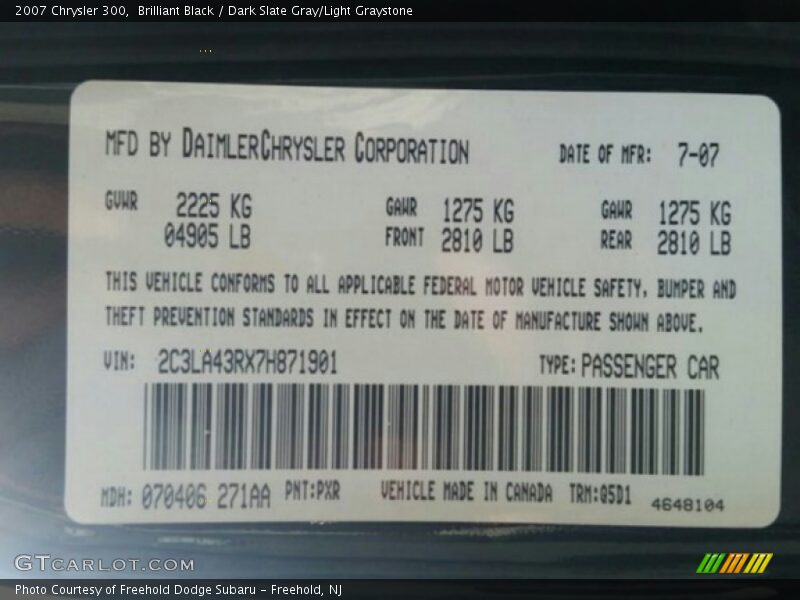 2007 Chrysler 300,  Brilliant Black / Dark Slate Gray/Light Graystone
MFD BY DAIMLERCHRYSLER CORPORATION DATE OF MFR: 7-07
GVWR 2225 KG GAWR 1275 KG GAWR 1275 KG
04905 LB FRONT 2810 LB REAR 2810 LB
THIS VEHICLE CONFORMS TO ALL APPLICABLE FEDERAL MOTOR VEHICLE SAFETY, BUMPER AND
THEFT PREVENTION STANDARDS IN EFFECT ON THE DATE OF MANUFACTURE SHOWN ABOVE.
VIN: 2C3LA43RX7H871901 TYPE: PASSENGER CAR
MDH: 070406 271AA PNT:PXR VEHICLE MADE IN CANADA TRM:Q5D1 4648104
GTCARLOT.COM
Photo Courtesy of Freehold Dodge Subaru - Freehold, NJ